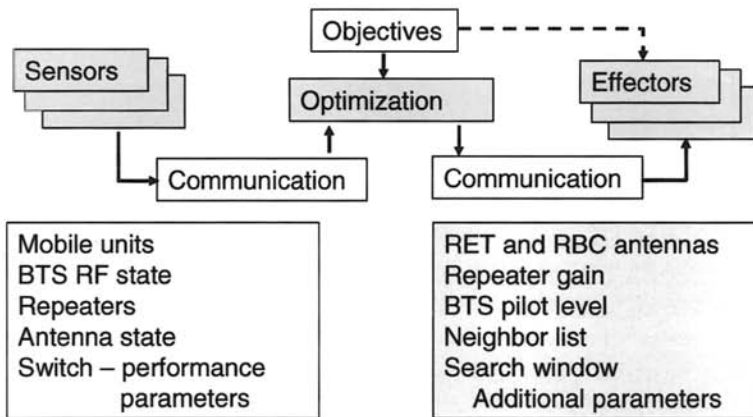 Objectives
Sensors
Effectors
Optimization
Communication
Communication
Mobile units
BTS RF state
Repeaters
Antenna state
Switch – performance
parameters
RET and RBC antennas
Repeater gain
BTS pilot level
Neighbor list
Search window
Additional parameters